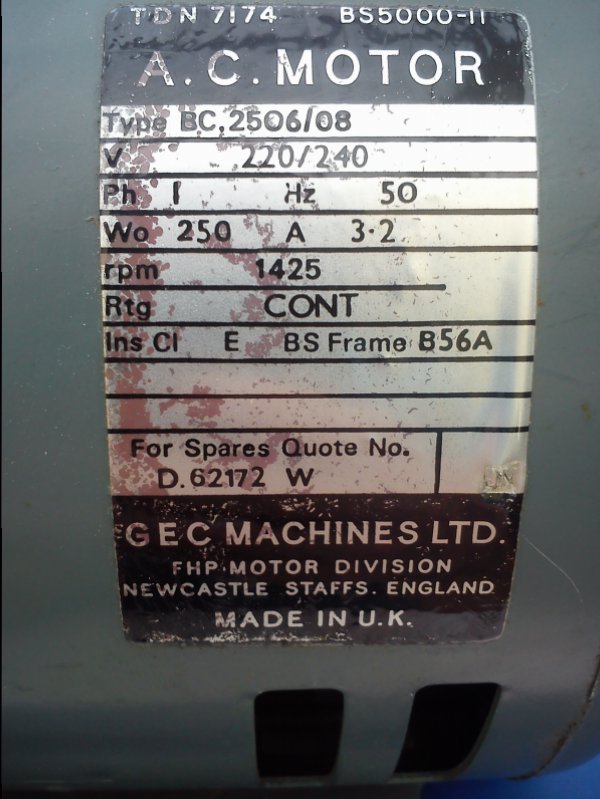 TDN 7174 BS5000-11
A.C. MOTOR
Type BC.2506/08
V 220/240
Ph 1 Hz 50
Wo 250 A 3·2
rpm 1425
Rtg CONT
Ins Cl E BS Frame B56A
For Spares Quote No.
D.62172 W
GEC MACHINES LTD.
FHP MOTOR DIVISION
NEWCASTLE STAFFS. ENGLAND
MADE IN U.K.